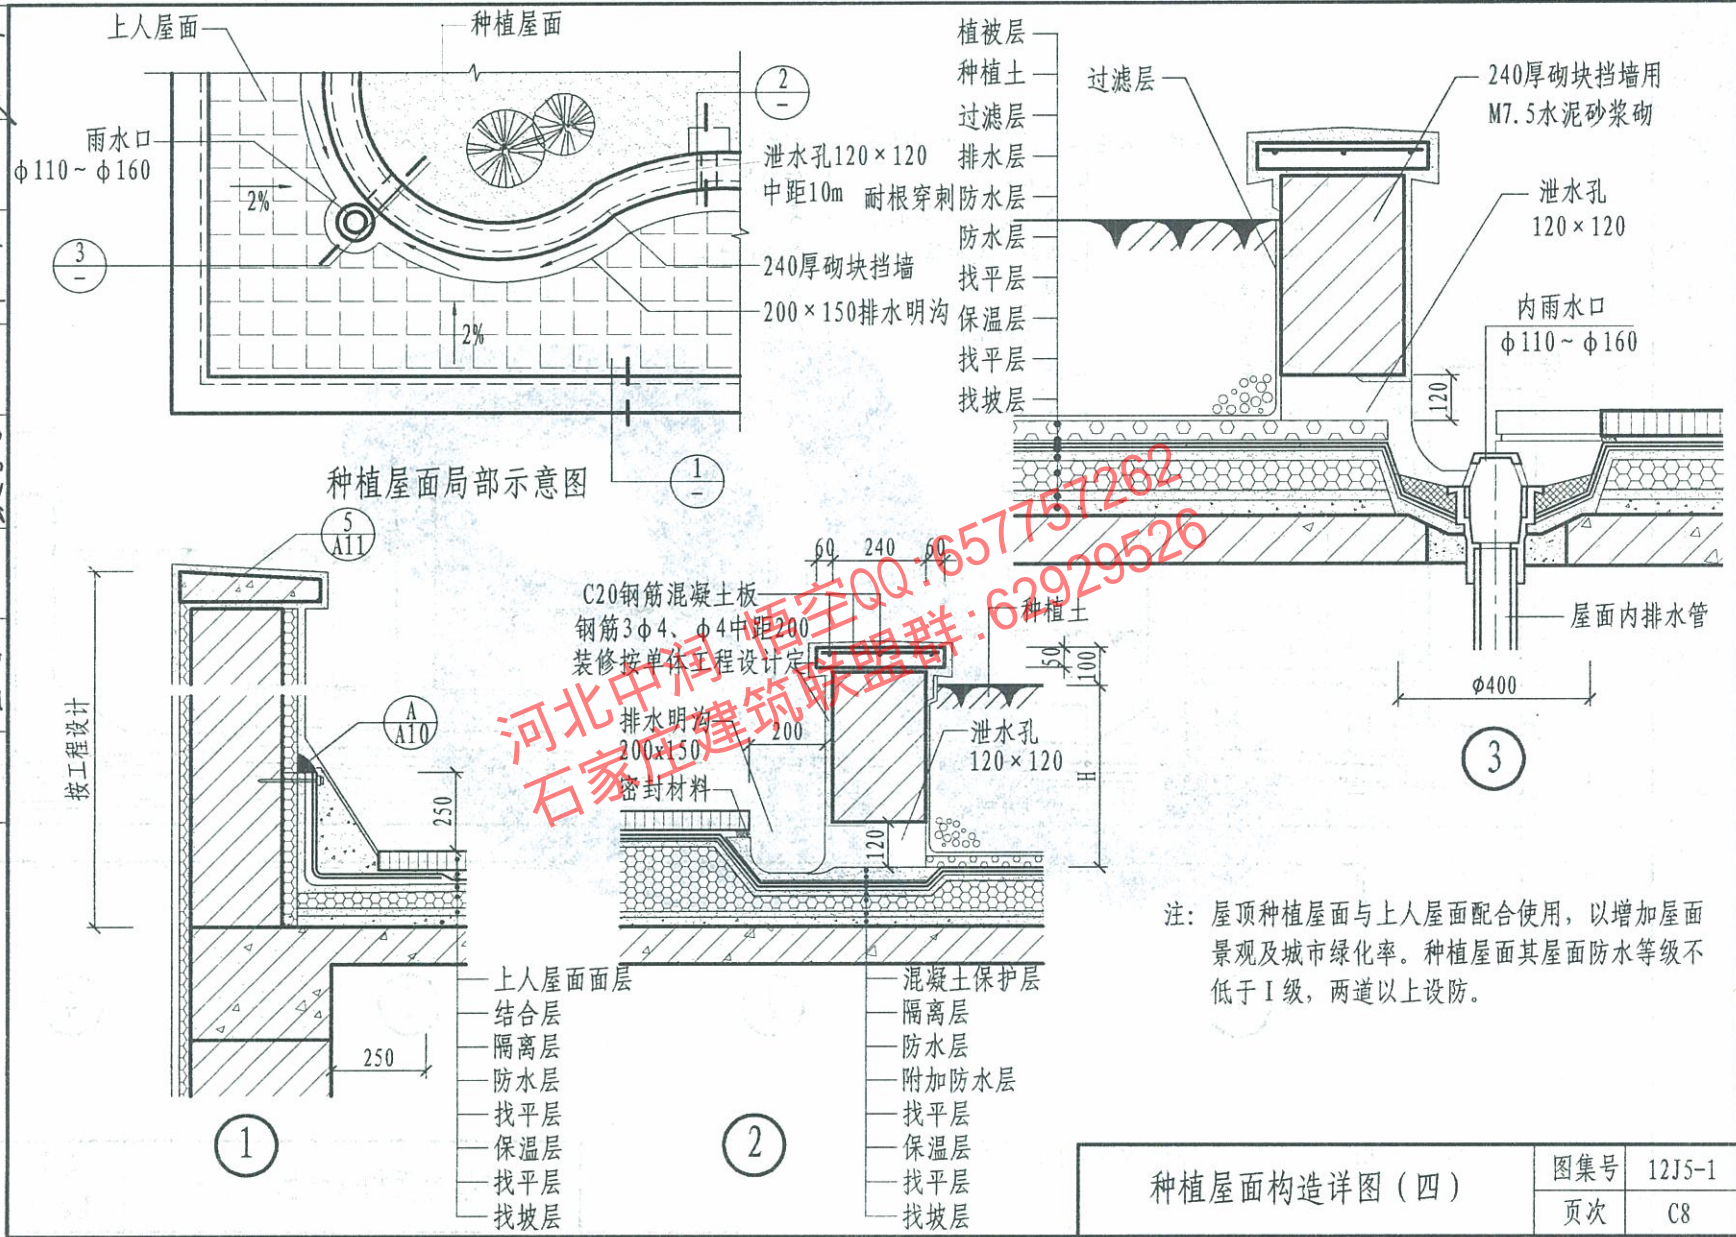 上人屋面
种植屋面
雨水口
ф110~ф160
2%
2%
3
-
2
-
泄水孔120×120
中距10m
240厚砌块挡墙
200×150排水明沟
1
-
种植屋面局部示意图
植被层
种植土
过滤层
排水层
耐根穿刺防水层
防水层
找平层
保温层
找平层
找坡层
过滤层
240厚砌块挡墙用
M7.5水泥砂浆砌
泄水孔
120×120
内雨水口
ф110~ф160
120
屋面内排水管
ф400
3
5
A11
A
A10
按工程设计
250
250
上人屋面面层
结合层
隔离层
防水层
找平层
保温层
找平层
找坡层
1
60
240
60
C20钢筋混凝土板
钢筋3ф4、ф4中距200
装修按单体工程设计定
种植土
50
100
排水明沟
200x150
200
密封材料
泄水孔
120×120
120
H
混凝土保护层
隔离层
防水层
附加防水层
找平层
保温层
找平层
找坡层
2
河北中润 悟空QQ:657757262
石家庄建筑联盟群:62929526
注: 屋顶种植屋面与上人屋面配合使用，以增加屋面
景观及城市绿化率。种植屋面其屋面防水等级不
低于Ⅰ级，两道以上设防。
种植屋面构造详图（四）
图集号
12J5-1
页次
C8